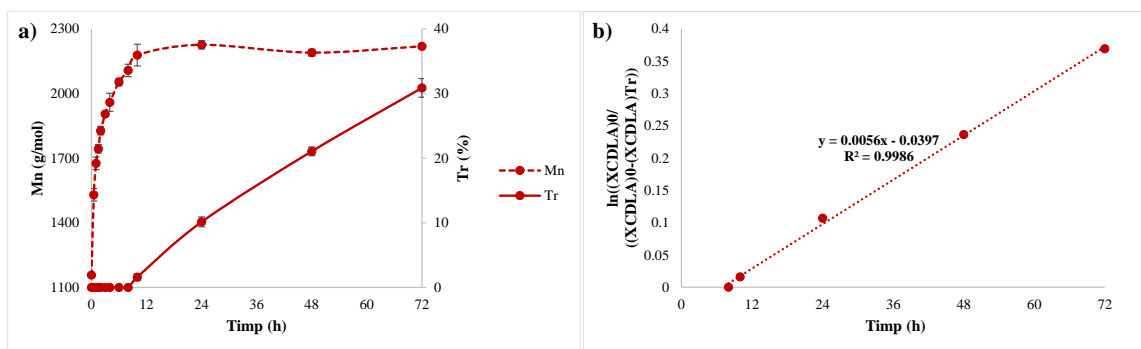 a)
2300
2000
1700
1400
1100
Mn (g/mol)
40
30
20
10
0
Tr (%)
0 12 24 36 48 60 72
Timp (h)
Mn
Tr
b)
0.4
0.35
0.3
0.25
0.2
0.15
0.1
0.05
0
ln((XCDLA)0/
((XCDLA)0-(XCDLA)Tr))
y = 0.0056x - 0.0397
R² = 0.9986
0 12 24 36 48 60 72
Timp (h)